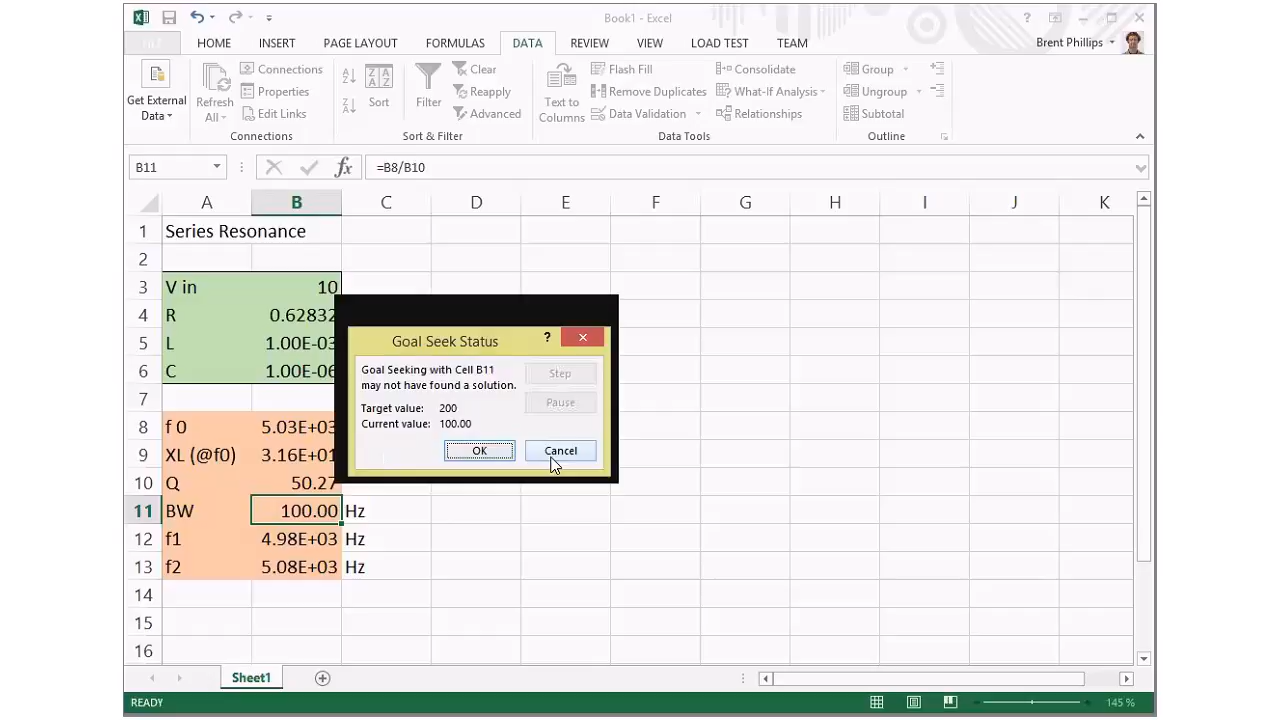 Book1 - Excel
FILE HOME INSERT PAGE LAYOUT FORMULAS DATA REVIEW VIEW LOAD TEST TEAM Brent Phillips
Get External Data
Refresh All
Connections
Properties
Edit Links
Connections
Sort
Filter
Clear
Reapply
Advanced
Sort & Filter
Text to Columns
Flash Fill
Remove Duplicates
Data Validation
Consolidate
What-If Analysis
Relationships
Data Tools
Group
Ungroup
Subtotal
Outline
B11 fx =B8/B10
A B C D E F G H I J K
1 Series Resonance
2
3 V in 10
4 R 0.62832
5 L 1.00E-03
6 C 1.00E-06
7
8 f 0 5.03E+03
9 XL (@f0) 3.16E+01
10 Q 50.27
11 BW 100.00 Hz
12 f1 4.98E+03 Hz
13 f2 5.08E+03 Hz
14
15
16
Goal Seek Status ?
Goal Seeking with Cell B11
may not have found a solution.
Target value: 200
Current value: 100.00
Step
Pause
OK Cancel
Sheet1
READY 145 %